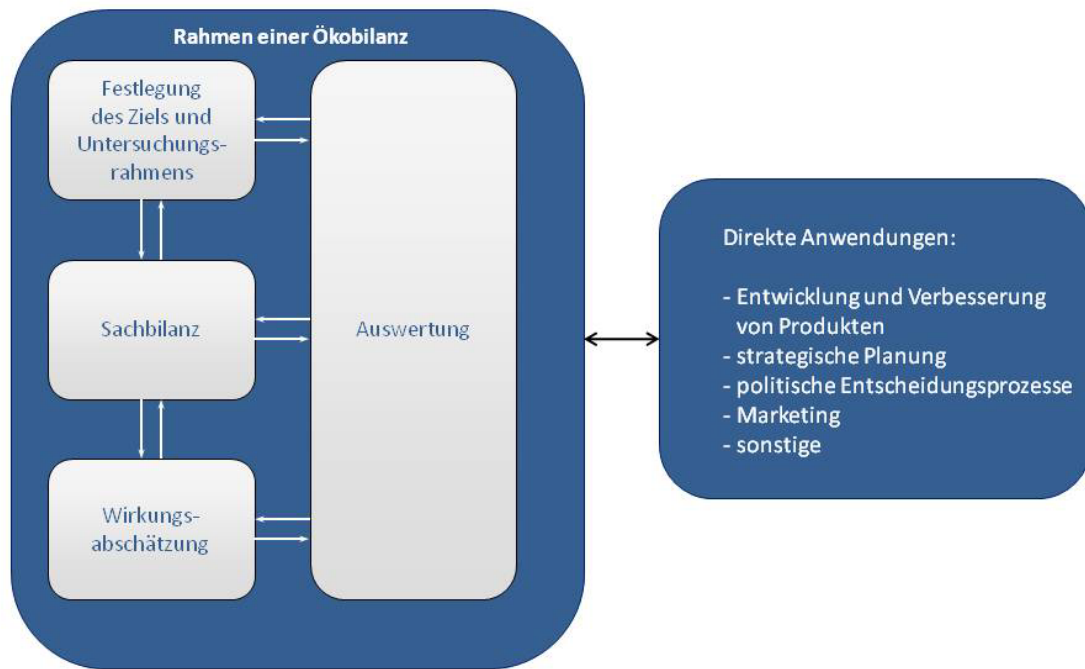 Rahmen einer Ökobilanz
Festlegung
des Ziels und
Untersuchungs-
rahmens
Sachbilanz
Wirkungs-
abschätzung
Auswertung
Direkte Anwendungen:
- Entwicklung und Verbesserung
von Produkten
- strategische Planung
- politische Entscheidungsprozesse
- Marketing
- sonstige